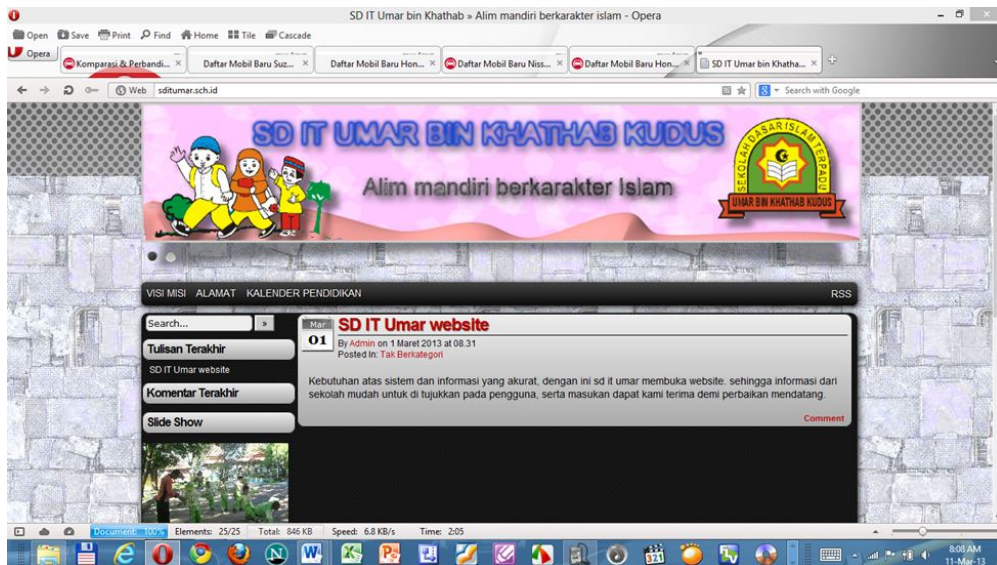 SD IT Umar bin Khathab » Alim mandiri berkarakter islam - Opera
Open Save Print Find Home Tile Cascade
Opera
Komparasi & Perbandi... Daftar Mobil Baru Suz... Daftar Mobil Baru Hon... Daftar Mobil Baru Niss... Daftar Mobil Baru Hon... SD IT Umar bin Khatha...
Web sditumar.sch.id Search with Google
SD IT UMAR BIN KHATHAB KUDUS
Alim mandiri berkarakter Islam
SEKOLAH DASAR ISLAM TERPADU
UMAR BIN KHATHAB KUDUS
VISI MISI ALAMAT KALENDER PENDIDIKAN RSS
Search... »
Tulisan Terakhir
SD IT Umar website
Komentar Terakhir
Slide Show
Mar
01
SD IT Umar website
By Admin on 1 Maret 2013 at 08.31
Posted In: Tak Berkategori
Kebutuhan atas sistem dan informasi yang akurat, dengan ini sd it umar membuka website. sehingga informasi dari
sekolah mudah untuk di tujukkan pada pengguna, serta masukan dapat kami terima demi perbaikan mendatang.
Comment
Document: 100% Elements: 25/25 Total: 846 KB Speed: 6.8 KB/s Time: 2:05
321
8:08 AM
11-Mar-13